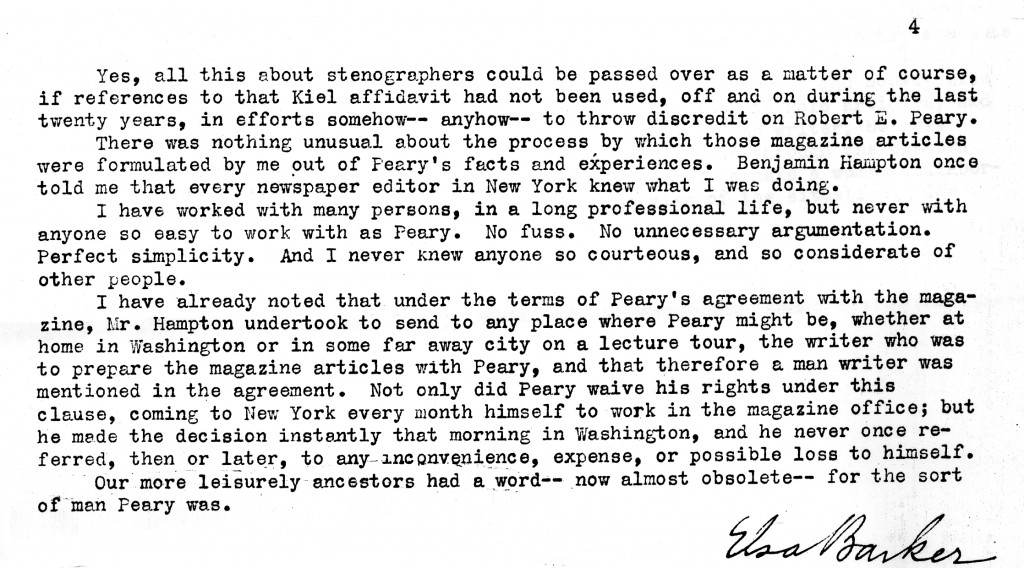 4
Yes, all this about stenographers could be passed over as a matter of course,
if references to that Kiel affidavit had not been used, off and on during the last
twenty years, in efforts somehow-- anyhow-- to throw discredit on Robert E. Peary.
There was nothing unusual about the process by which those magazine articles
were formulated by me out of Peary's facts and experiences. Benjamin Hampton once
told me that every newspaper editor in New York knew what I was doing.
I have worked with many persons, in a long professional life, but never with
anyone so easy to work with as Peary. No fuss. No unnecessary argumentation.
Perfect simplicity. And I never knew anyone so courteous, and so considerate of
other people.
I have already noted that under the terms of Peary's agreement with the maga-
zine, Mr. Hampton undertook to send to any place where Peary might be, whether at
home in Washington or in some far away city on a lecture tour, the writer who was
to prepare the magazine articles with Peary, and that therefore a man writer was
mentioned in the agreement. Not only did Peary waive his rights under this
clause, coming to New York every month himself to work in the magazine office; but
he made the decision instantly that morning in Washington, and he never once re-
ferred, then or later, to any inconvenience, expense, or possible loss to himself.
Our more leisurely ancestors had a word-- now almost obsolete-- for the sort
of man Peary was.
Elsa Barker